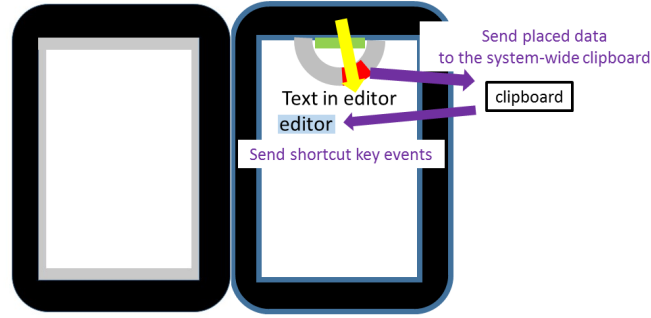 Send placed data
to the system-wide clipboard
clipboard
Text in editor
editor
Send shortcut key events